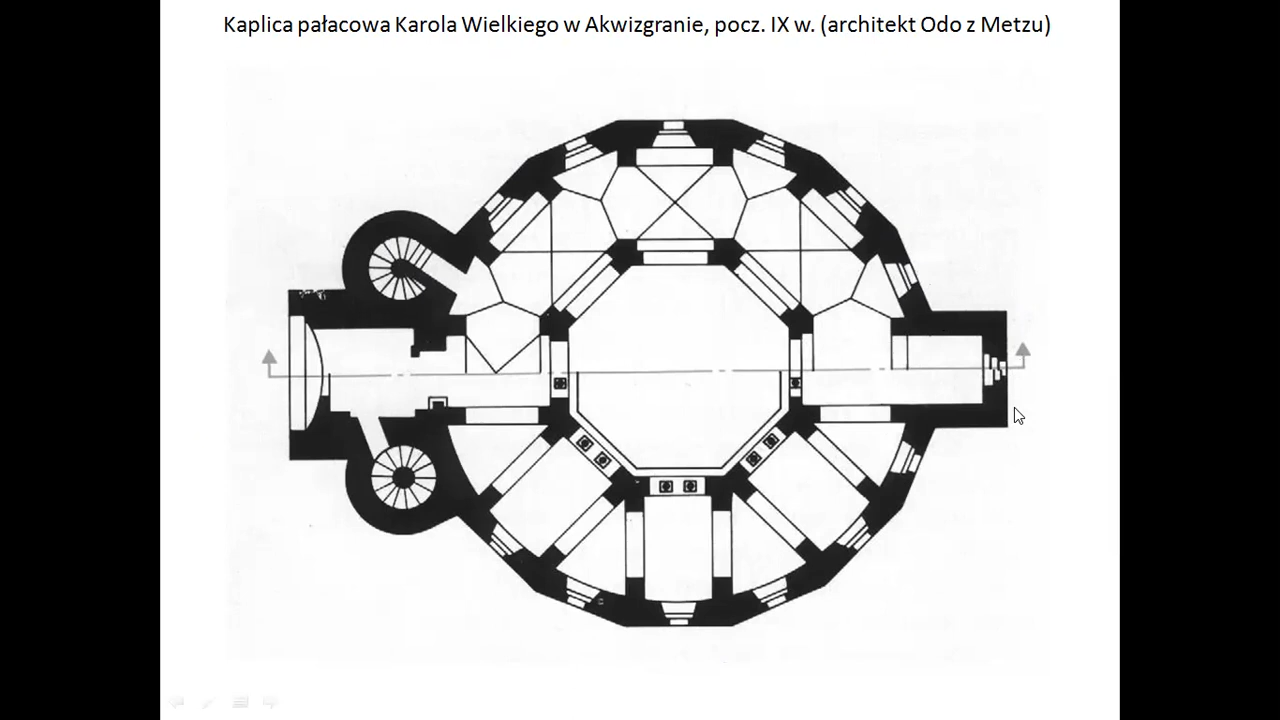 Kaplica pałacowa Karola Wielkiego w Akwizgranie, pocz. IX w. (architekt Odo z Metzu)